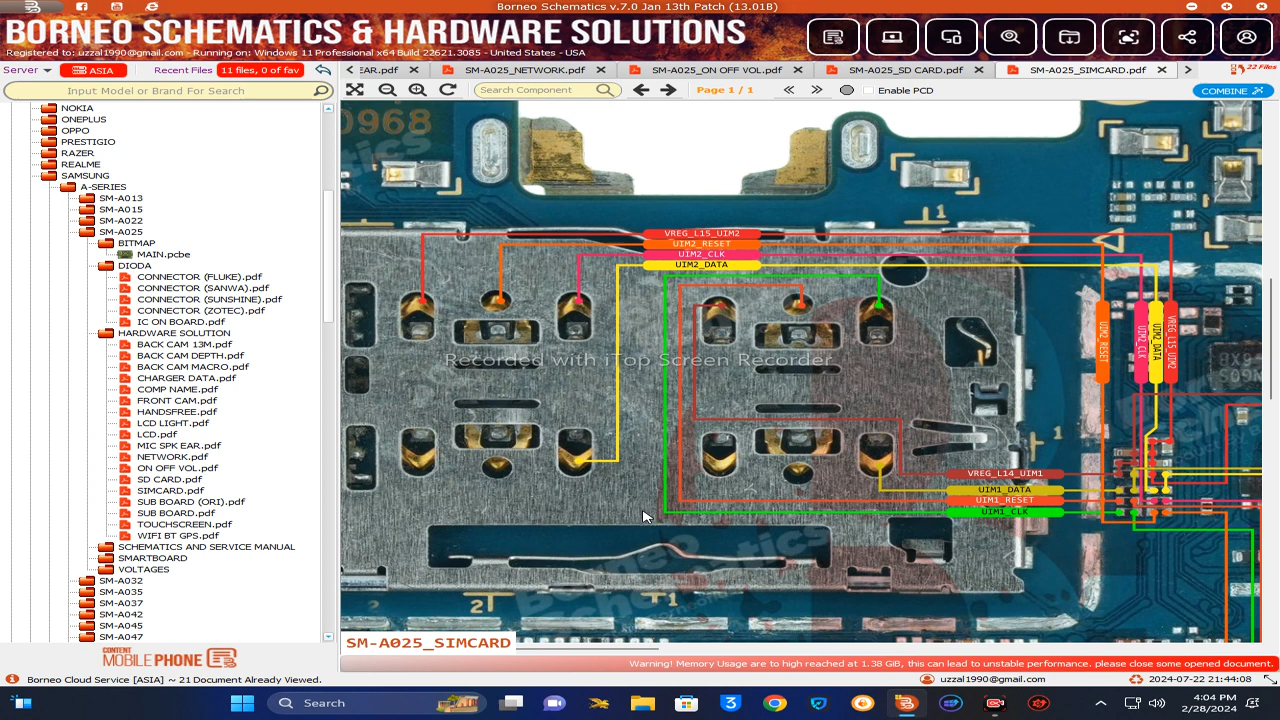 Borneo Schematics v.7.0 Jan 13th Patch (13.01B)
BORNEO SCHEMATICS & HARDWARE SOLUTIONS
Registered to: uzzal1990@gmail.com - Running on: Windows 11 Professional x64 Build 22621.3085 - United States - USA
Server
ASIA
Recent Files
11 files, 0 of fav
EAR.pdf
SM-A025_NETWORK.pdf
SM-A025_ON OFF VOL.pdf
SM-A025_SD CARD.pdf
SM-A025_SIMCARD.pdf
22 Files
Input Model or Brand For Search
Search Component
Page 1 / 1
Enable PCD
COMBINE
NOKIA
ONEPLUS
OPPO
PRESTIGIO
RAZER
REALME
SAMSUNG
A-SERIES
SM-A013
SM-A015
SM-A022
SM-A025
BITMAP
MAIN.pcbe
DIODA
CONNECTOR (FLUKE).pdf
CONNECTOR (SANWA).pdf
CONNECTOR (SUNSHINE).pdf
CONNECTOR (ZOTEC).pdf
IC ON BOARD.pdf
HARDWARE SOLUTION
BACK CAM 13M.pdf
BACK CAM DEPTH.pdf
BACK CAM MACRO.pdf
CHARGER DATA.pdf
COMP NAME.pdf
FRONT CAM.pdf
HANDSFREE.pdf
LCD LIGHT.pdf
LCD.pdf
MIC SPK EAR.pdf
NETWORK.pdf
ON OFF VOL.pdf
SD CARD.pdf
SIMCARD.pdf
SUB BOARD (ORI).pdf
SUB BOARD.pdf
TOUCHSCREEN.pdf
WIFI BT GPS.pdf
SCHEMATICS AND SERVICE MANUAL
SMARTBOARD
VOLTAGES
SM-A032
SM-A035
SM-A037
SM-A042
SM-A045
SM-A047
0968
1
VREG_L15_UIM2
UIM2_RESET
UIM2_CLK
UIM2_DATA
UIM2_RESET
UIM2_CLK
UIM2_DATA
VREG_L15_UIM2
Recorded with iTop Screen Recorder
1
VREG_L14_UIM1
UIM1_DATA
UIM1_RESET
UIM1_CLK
2
2
1
SM-A025_SIMCARD
CONTENT
MOBILE PHONE
Warning! Memory Usage are to high reached at 1.38 GiB, this can lead to unstable performance. please close some opened document.
Borneo Cloud Service [ASIA] ~ 21 Document Already Viewed.
uzzal1990@gmail.com
2024-07-22 21:44:08
Search
4:04 PM
2/28/2024